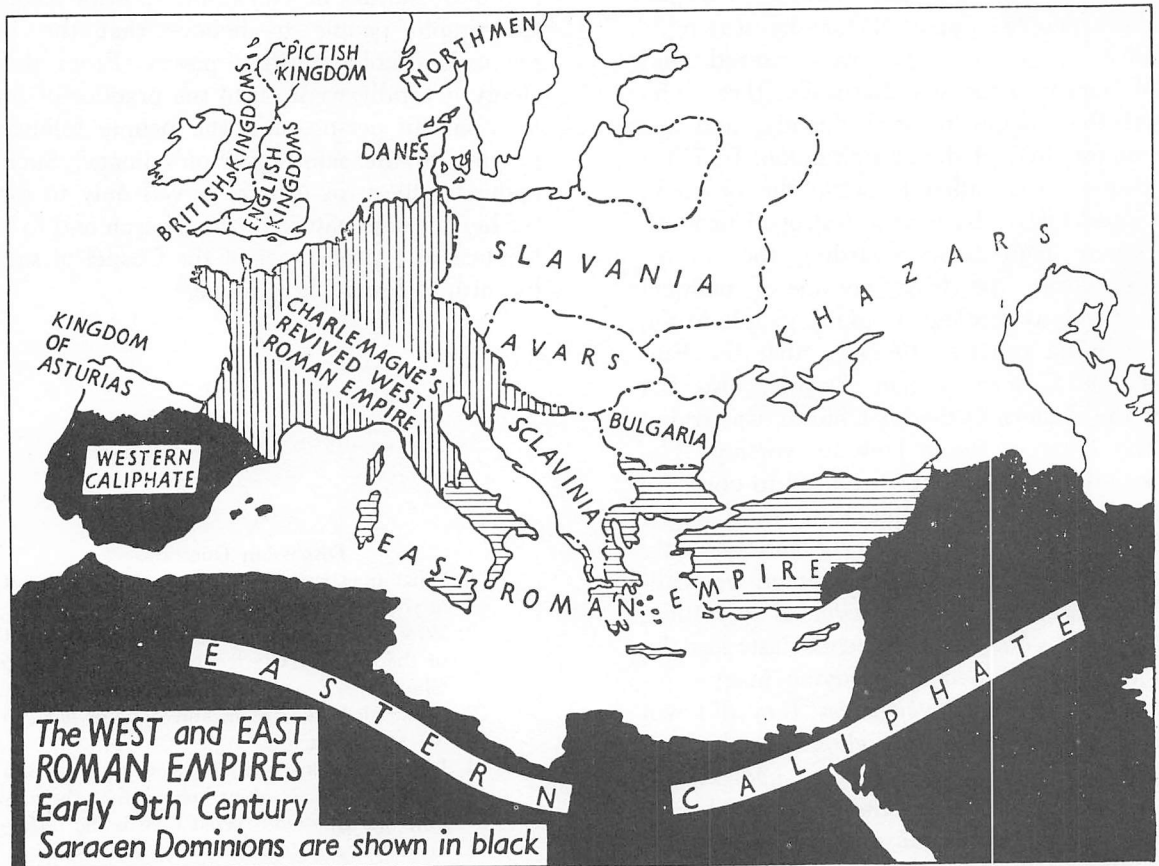 PICTISH
KINGDOM
NORTHMEN
DANES
BRITISH KINGDOMS
ENGLISH
KINGDOMS
SLAVANIA
KHAZARS
CHARLEMAGNE'S
REVIVED WEST
ROMAN EMPIRE
AVARS
KINGDOM
OF
ASTURIAS
BULGARIA
SCLAVINIA
WESTERN
CALIPHATE
EAST ROMAN EMPIRE
EASTERN CALIPHATE
The WEST and EAST
ROMAN EMPIRES
Early 9th Century
Saracen Dominions are shown in black